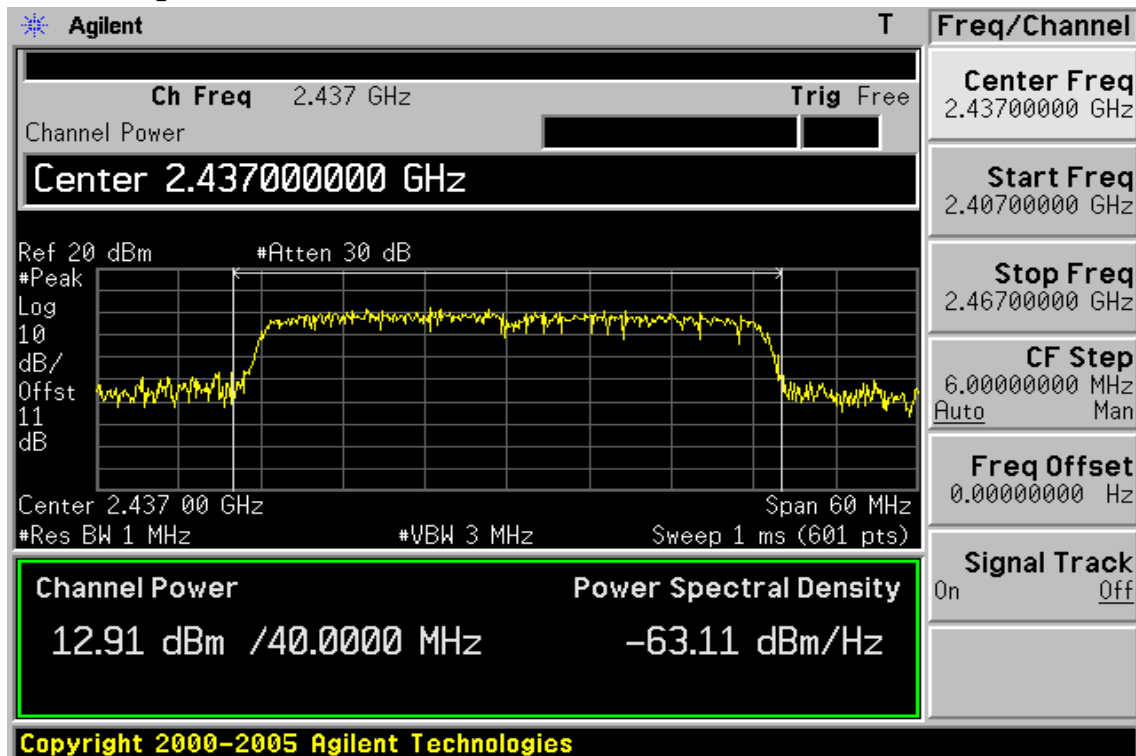 Agilent T Freq/Channel
Ch Freq 2.437 GHz Trig Free
Channel Power
Center 2.437000000 GHz
Ref 20 dBm #Atten 30 dB
#Peak
Log
10
dB/
Offst
11
dB
Center 2.437 00 GHz Span 60 MHz
#Res BW 1 MHz #VBW 3 MHz Sweep 1 ms (601 pts)
Channel Power Power Spectral Density
12.91 dBm /40.0000 MHz -63.11 dBm/Hz
Center Freq
2.43700000 GHz
Start Freq
2.40700000 GHz
Stop Freq
2.46700000 GHz
CF Step
6.00000000 MHz
Auto Man
Freq Offset
0.00000000 Hz
Signal Track
On Off
Copyright 2000-2005 Agilent Technologies